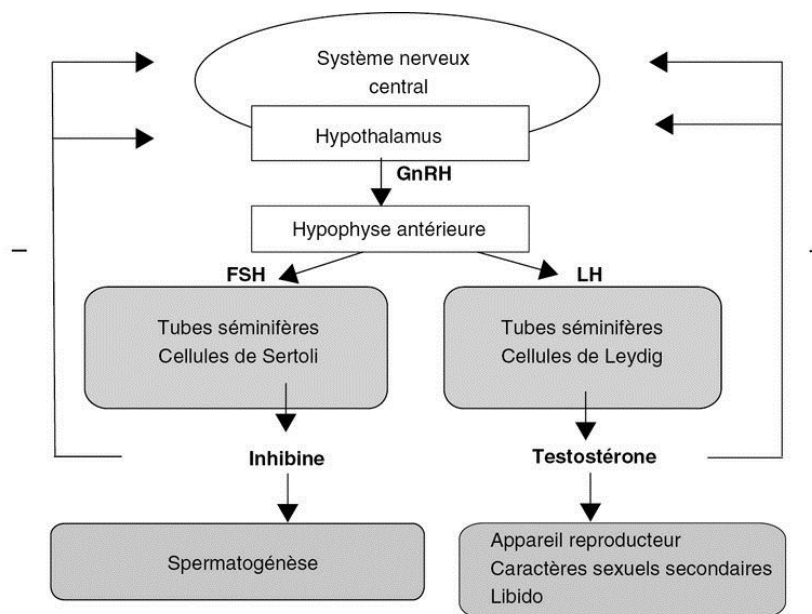 Système nerveux
central
Hypothalamus
GnRH
Hypophyse antérieure
–
–
FSH
LH
Tubes séminifères
Cellules de Sertoli
Tubes séminifères
Cellules de Leydig
Inhibine
Testostérone
Spermatogénèse
Appareil reproducteur
Caractères sexuels secondaires
Libido